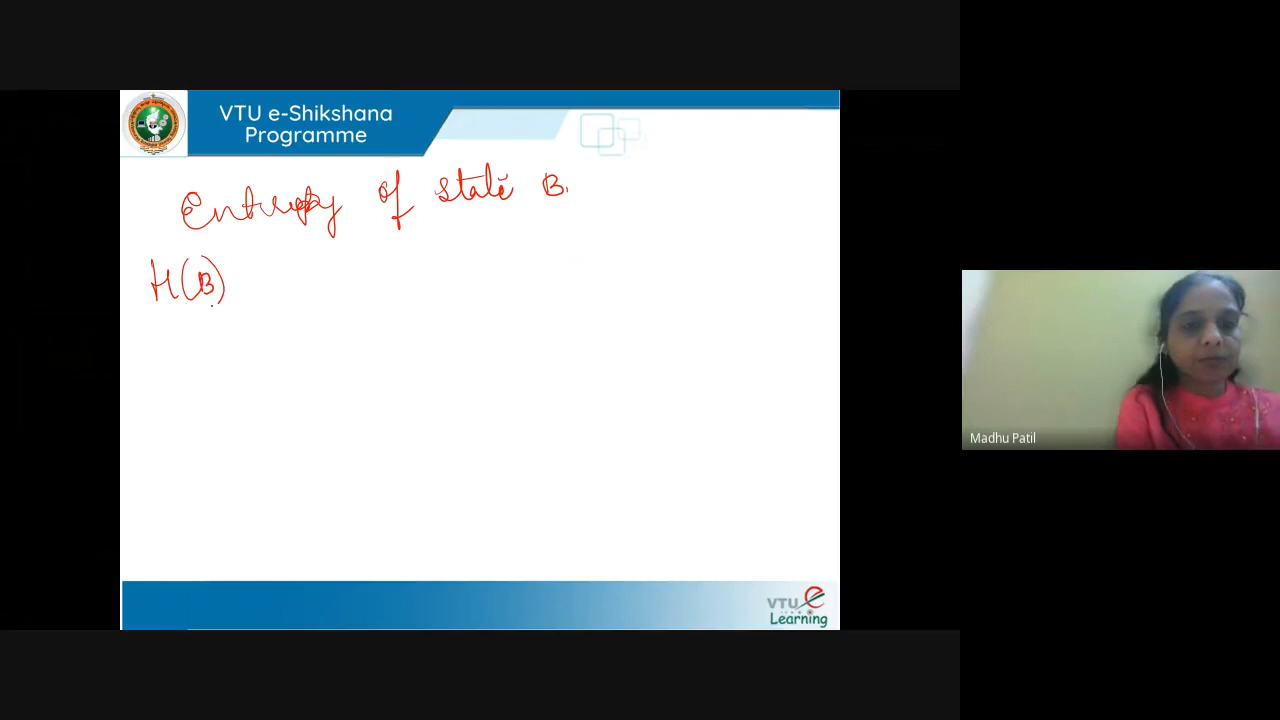 VTU e-Shikshana
Programme
Entropy of state B.
H(B)
Madhu Patil
VTU e
Learning